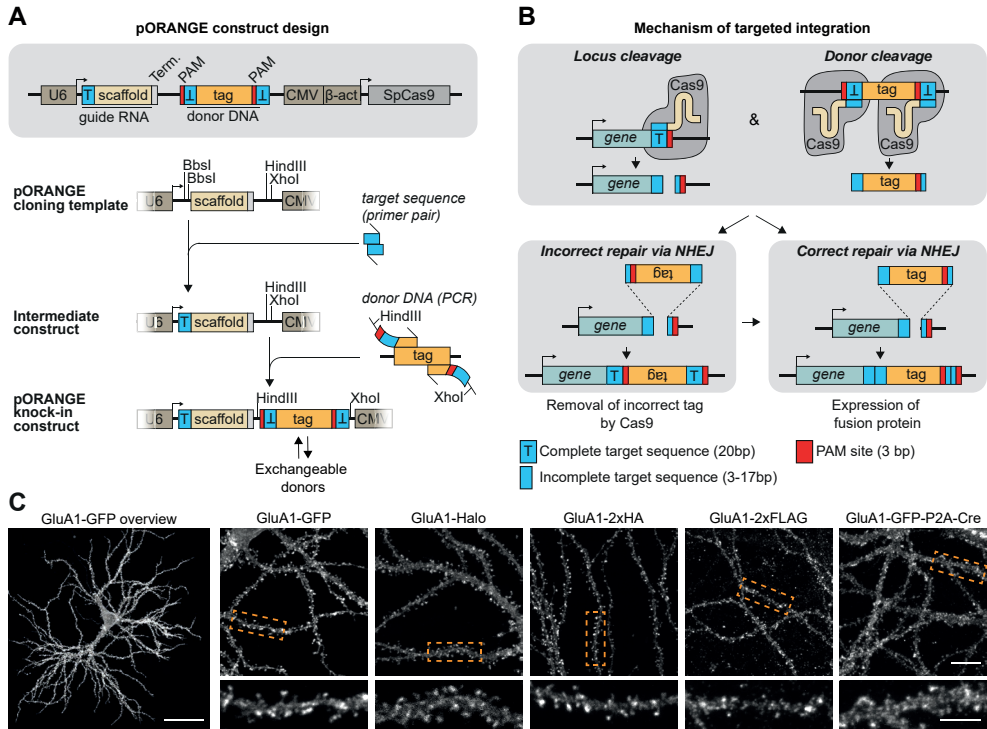 A
pORANGE construct design
Term.
PAM
PAM
U6
T
scaffold
T
tag
T
CMV
β-act
SpCas9
guide RNA
donor DNA
pORANGE
cloning template
BbsI
BbsI
HindIII
XhoI
U6
scaffold
CMV
target sequence
(primer pair)
Intermediate
construct
HindIII
XhoI
U6
T
scaffold
CMV
donor DNA (PCR)
HindIII
tag
XhoI
pORANGE
knock-in
construct
HindIII
XhoI
U6
T
scaffold
T
tag
T
CMV
Exchangeable
donors
B
Mechanism of targeted integration
Locus cleavage
Donor cleavage
Cas9
gene
T
&
T
tag
T
Cas9
Cas9
gene
tag
Incorrect repair via NHEJ
Correct repair via NHEJ
tag
tag
gene
gene
gene
T
tag
T
gene
tag
Removal of incorrect tag
by Cas9
Expression of
fusion protein
T
Complete target sequence (20bp)
PAM site (3 bp)
Incomplete target sequence (3-17bp)
C
GluA1-GFP overview
GluA1-GFP
GluA1-Halo
GluA1-2xHA
GluA1-2xFLAG
GluA1-GFP-P2A-Cre